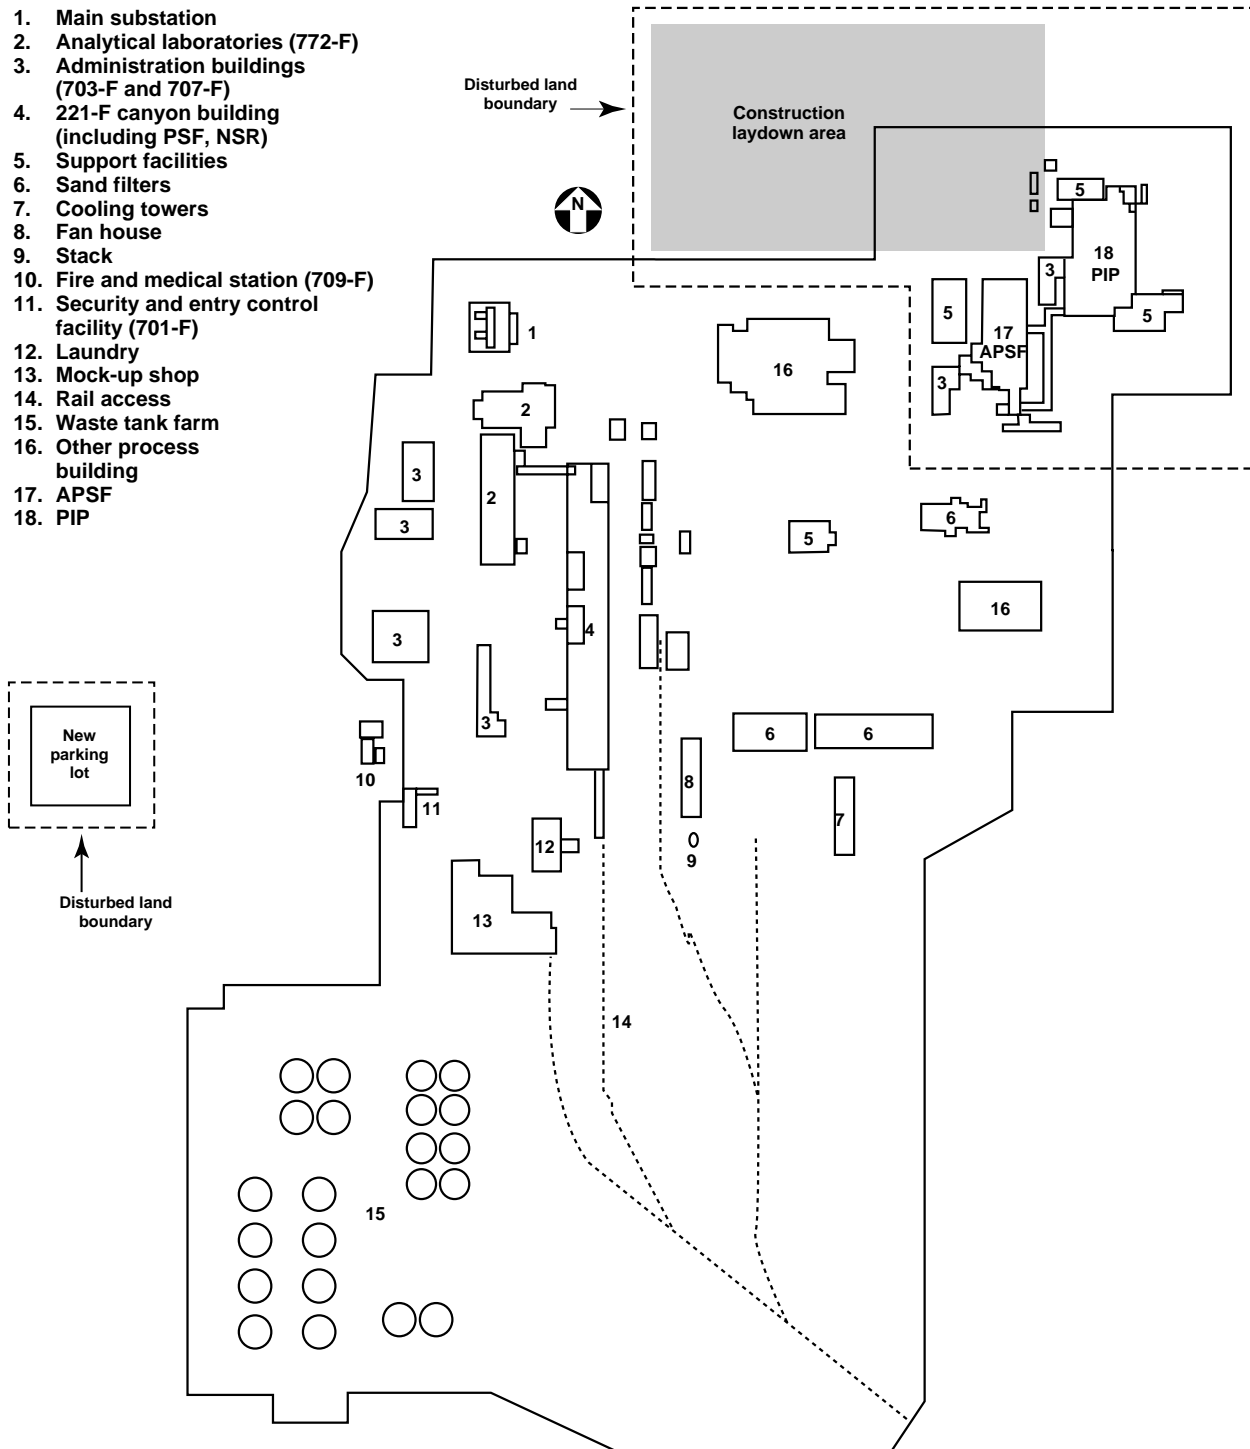 1. Main substation
2. Analytical laboratories (772-F)
3. Administration buildings
(703-F and 707-F)
4. 221-F canyon building
(including PSF, NSR)
5. Support facilities
6. Sand filters
7. Cooling towers
8. Fan house
9. Stack
10. Fire and medical station (709-F)
11. Security and entry control
facility (701-F)
12. Laundry
13. Mock-up shop
14. Rail access
15. Waste tank farm
16. Other process
building
17. APSF
18. PIP
Disturbed land
boundary
Construction
laydown area
N
5
18
PIP
3
5
5
17
APSF
3
1
16
2
3
2
3
6
5
16
4
3
3
New
parking
lot
6
6
10
8
11
7
12
9
Disturbed land
boundary
13
14
15